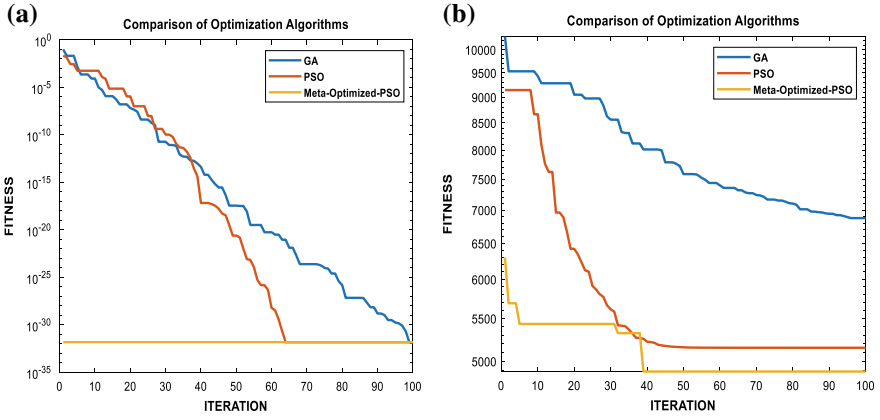 (a)
Comparison of Optimization Algorithms
FITNESS
10^0
10^-5
10^-10
10^-15
10^-20
10^-25
10^-30
10^-35
GA
PSO
Meta-Optimized-PSO
0 10 20 30 40 50 60 70 80 90 100
ITERATION
(b)
Comparison of Optimization Algorithms
FITNESS
10000
9500
9000
8500
8000
7500
7000
6500
6000
5500
5000
GA
PSO
Meta-Optimized-PSO
0 10 20 30 40 50 60 70 80 90 100
ITERATION